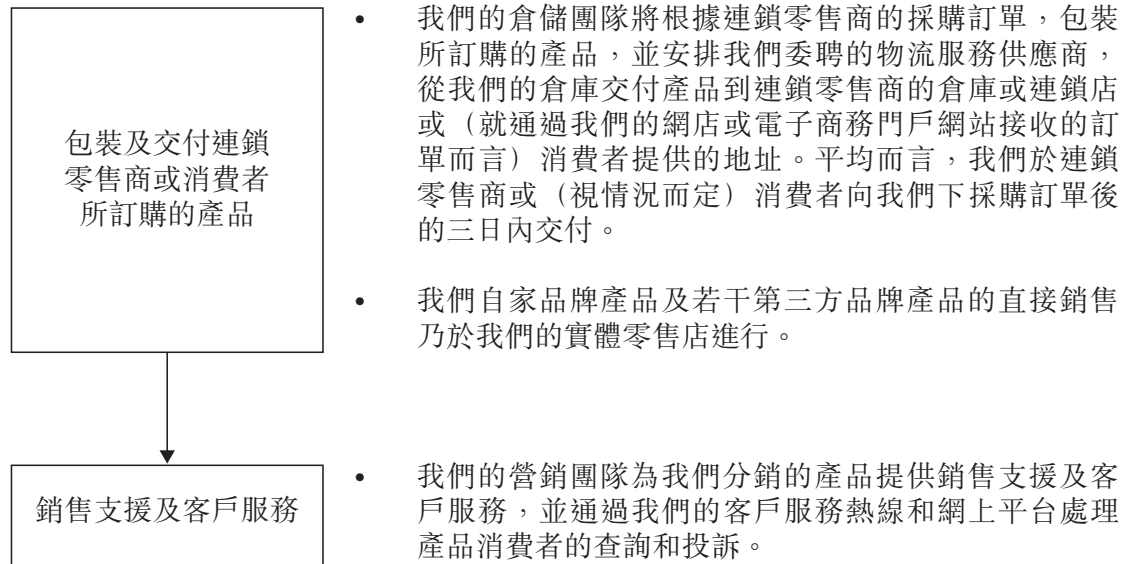 包裝及交付連鎖
零售商或消費者
所訂購的產品
• 我們的倉儲團隊將根據連鎖零售商的採購訂單，包裝
所訂購的產品，並安排我們委聘的物流服務供應商，
從我們的倉庫交付產品到連鎖零售商的倉庫或連鎖店
或（就通過我們的網店或電子商務門戶網站接收的訂
單而言）消費者提供的地址。平均而言，我們於連鎖
零售商或（視情況而定）消費者向我們下採購訂單後
的三日內交付。
• 我們自家品牌產品及若干第三方品牌產品的直接銷售
乃於我們的實體零售店進行。
銷售支援及客戶服務
• 我們的營銷團隊為我們分銷的產品提供銷售支援及客
戶服務，並通過我們的客戶服務熱線和網上平台處理
產品消費者的查詢和投訴。